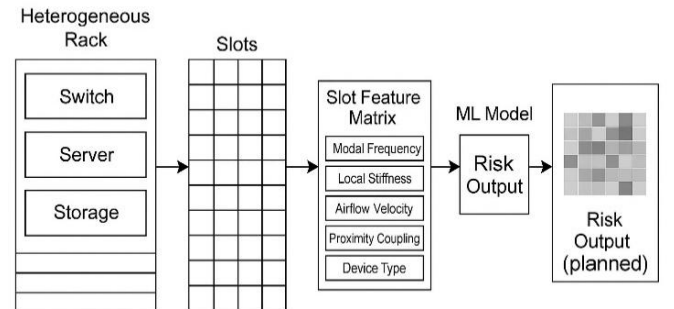 Heterogeneous
Rack
Switch
Server
Storage
Slots
Slot Feature
Matrix
Modal Frequency
Local Stiffness
Airflow Velocity
Proximity Coupling
Device Type
ML Model
Risk
Output
Risk
Output
(planned)